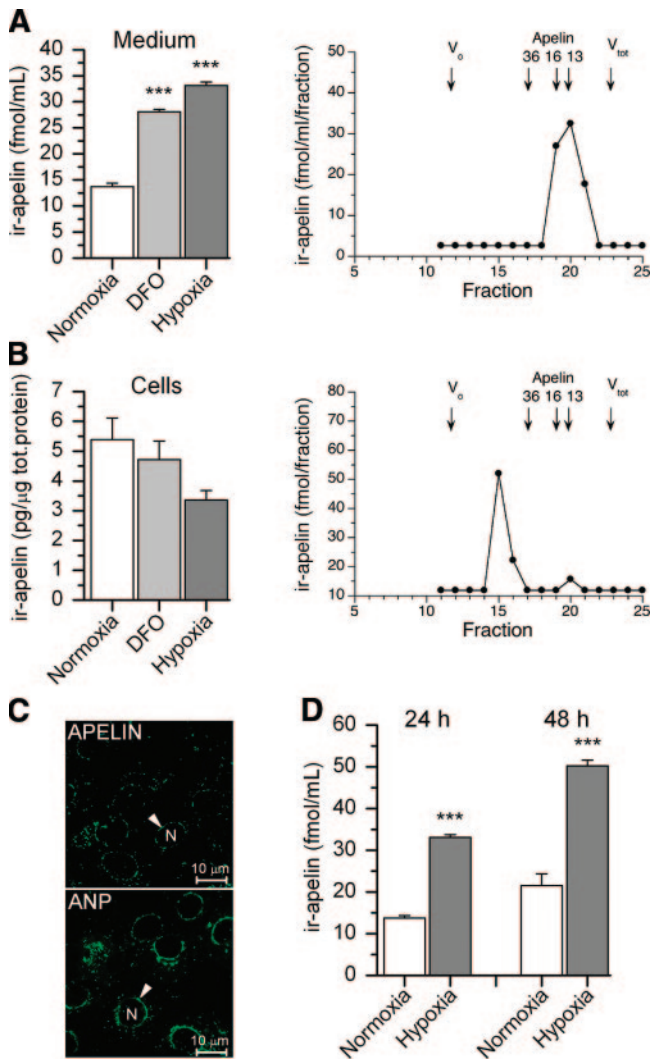 A
Medium
ir-apelin (fmol/mL)
40
35
30
25
20
15
10
5
0
***
***
Normoxia
DFO
Hypoxia
ir-apelin (fmol/ml/fraction)
50
40
30
20
10
0
V_o
Apelin
36 16 13
V_tot
5 10 15 20 25
Fraction
B
Cells
ir-apelin (pg/μg tot.protein)
7
6
5
4
3
2
1
0
Normoxia
DFO
Hypoxia
ir-apelin (fmol/fraction)
80
70
60
50
40
30
20
10
V_o
Apelin
36 16 13
V_tot
5 10 15 20 25
Fraction
C
APELIN
N
10 μm
ANP
N
10 μm
D
24 h
48 h
ir-apelin (fmol/mL)
60
50
40
30
20
10
0
***
***
Normoxia
Hypoxia
Normoxia
Hypoxia